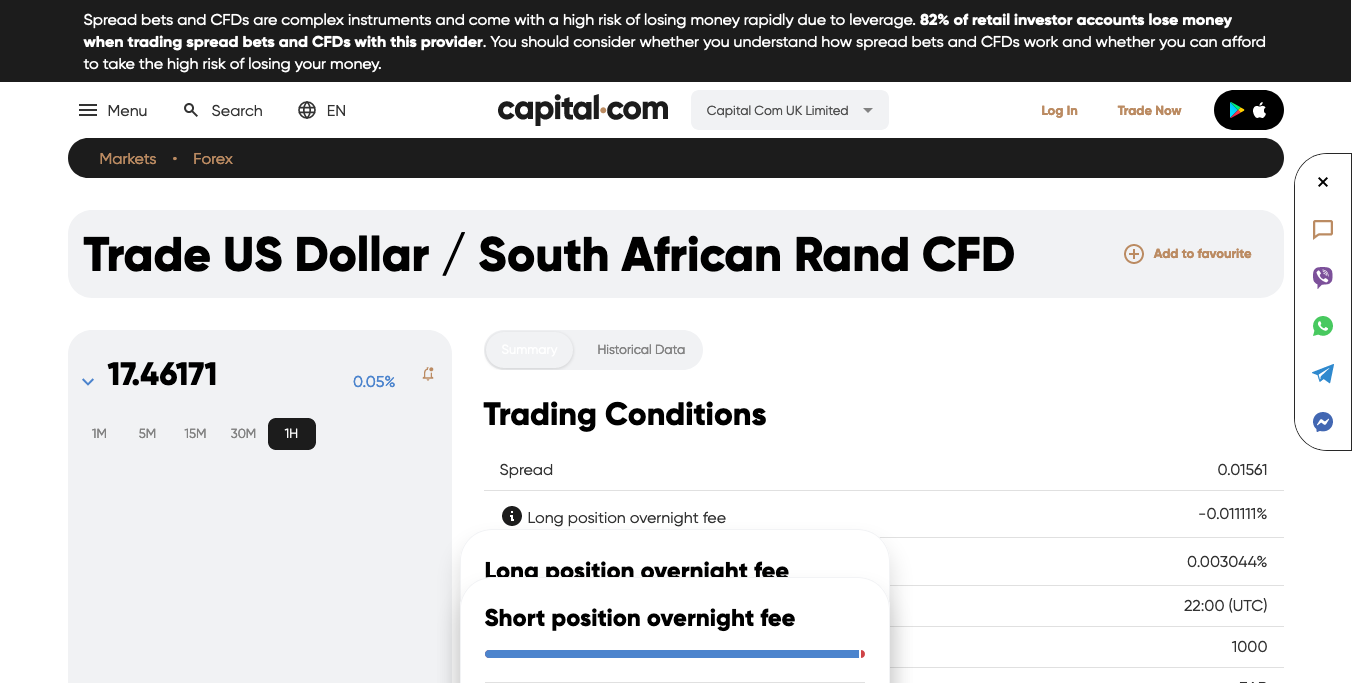 Spread bets and CFDs are complex instruments and come with a high risk of losing money rapidly due to leverage. 82% of retail investor accounts lose money
when trading spread bets and CFDs with this provider. You should consider whether you understand how spread bets and CFDs work and whether you can afford
to take the high risk of losing your money.
Menu
Search
EN
capital.com
Capital Com UK Limited
Log In
Trade Now
Markets
Forex
Trade US Dollar / South African Rand CFD
Add to favourite
17.46171
0.05%
1M
5M
15M
30M
1H
Summary
Historical Data
Trading Conditions
Spread
0.01561
Long position overnight fee
-0.011111%
0.003044%
22:00 (UTC)
1000
Long position overnight fee
Short position overnight fee